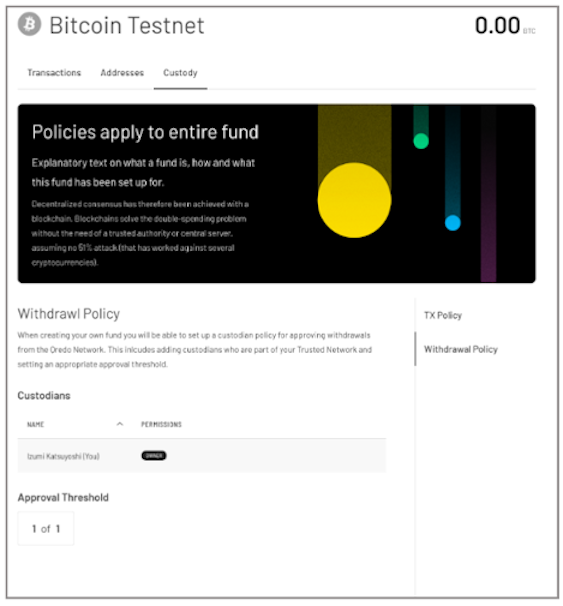 Bitcoin Testnet
0.00 BTC
Transactions Addresses Custody
Policies apply to entire fund
Explanatory text on what a fund is, how and what
this fund has been set up for.
Decentralized consensus has therefore been achieved with a
blockchain. Blockchains solve the double-spending problem
without the need of a trusted authority or central server,
assuming no 51% attack (that has worked against several
cryptocurrencies).
Withdrawl Policy
When creating your own fund you will be able to set up a custodian policy for approving withdrawals
from the Qredo Network. This inlcudes adding custodians who are part of your Trusted Network and
setting an appropriate approval threshold.
Custodians
NAME PERMISSIONS
Izumi Katsuyoshi (You) OWNER
Approval Threshold
1 of 1
TX Policy
Withdrawal Policy